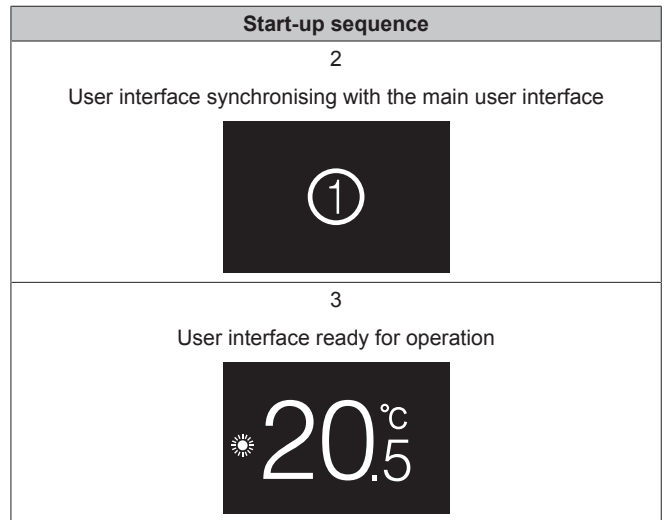 Start-up sequence
2
User interface synchronising with the main user interface
1
3
User interface ready for operation
20.5 °C